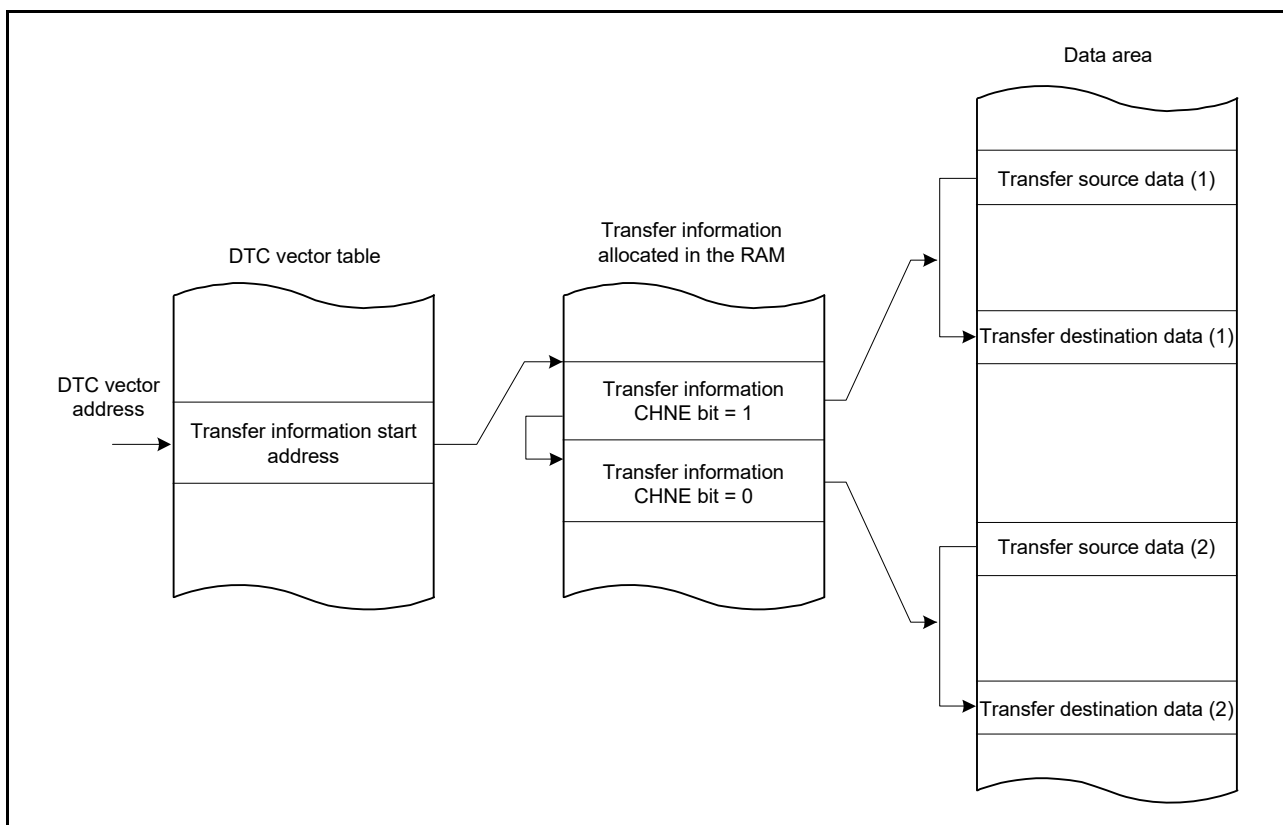 Data area
Transfer source data (1)
Transfer information
allocated in the RAM
DTC vector table
Transfer destination data (1)
DTC vector
address
Transfer information
CHNE bit = 1
Transfer information start
address
Transfer information
CHNE bit = 0
Transfer source data (2)
Transfer destination data (2)